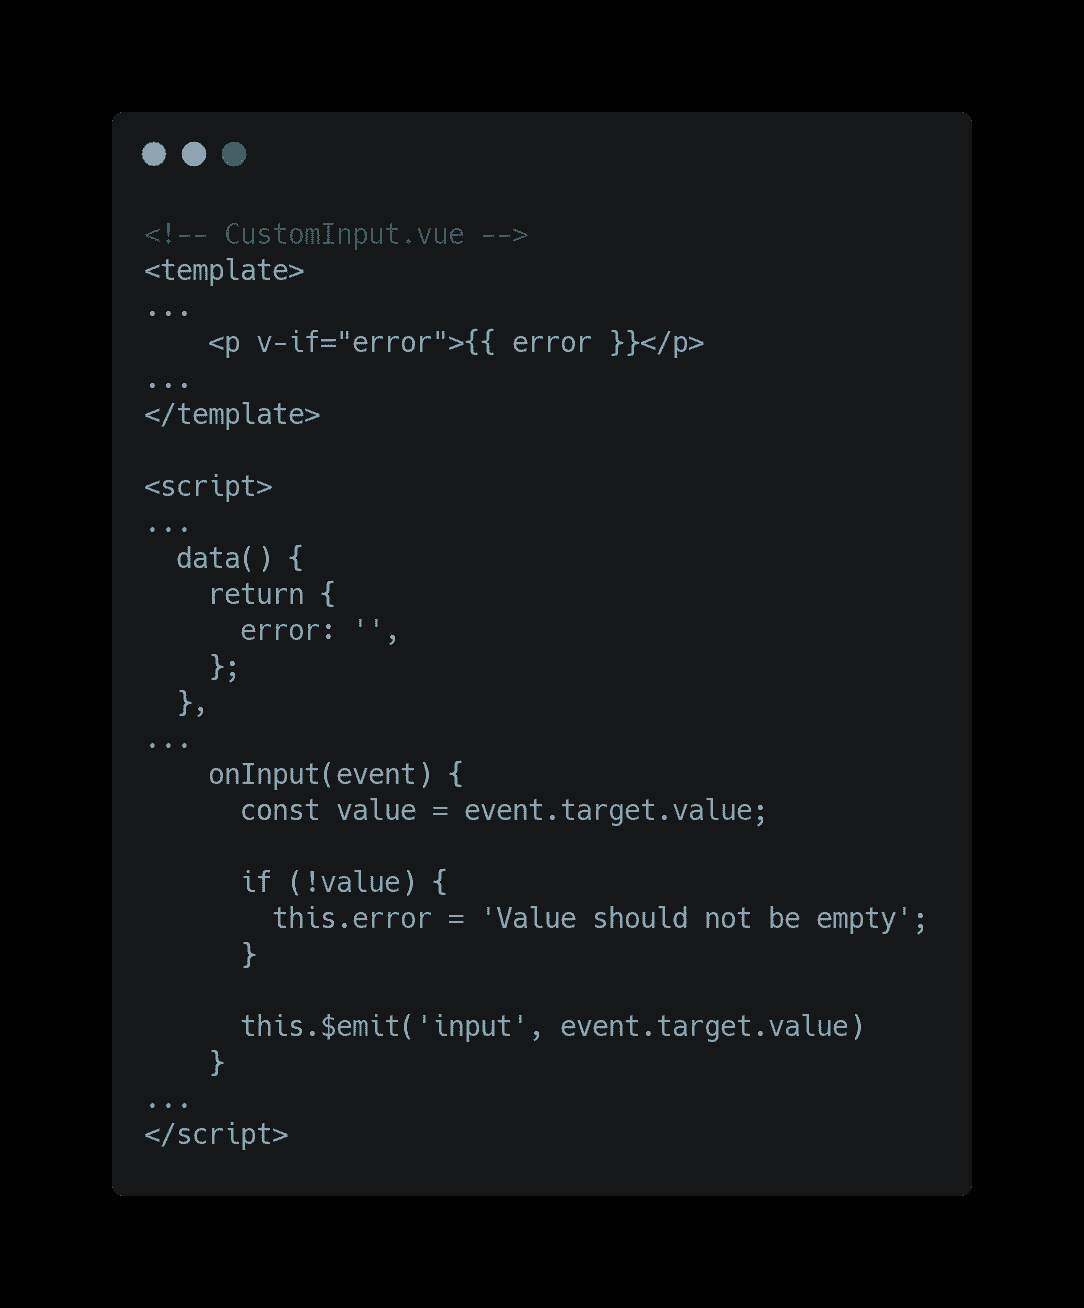 <!-- CustomInput.vue -->
<template>
...
    <p v-if="error">{{ error }}</p>
...
</template>

<script>
...
  data() {
    return {
      error: '',
    };
  },
...
    onInput(event) {
      const value = event.target.value;

      if (!value) {
        this.error = 'Value should not be empty';
      }

      this.$emit('input', event.target.value)
    }
...
</script>